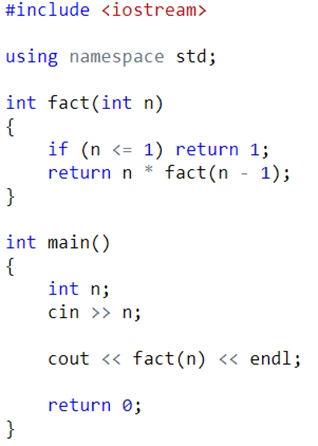 #include <iostream>
using namespace std;
int fact(int n)
{
    if (n <= 1) return 1;
    return n * fact(n - 1);
}
int main()
{
    int n;
    cin >> n;
    cout << fact(n) << endl;
    return 0;
}